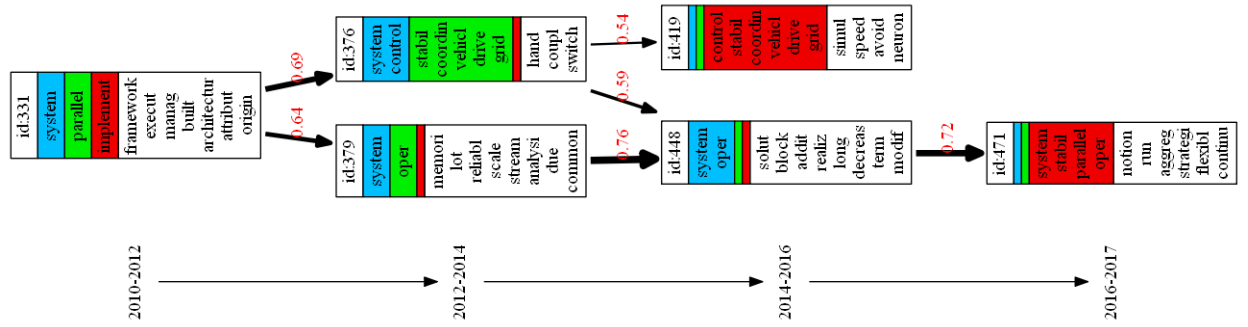 id:331
system
parallel
implement
framework
execut
manag
built
architectur
attribut
origin
0.69
0.64
id:376
system
control
stabil
coordin
vehicl
drive
grid
hand
coupl
switch
id:379
system
oper
memori
lot
reliabl
scale
stream
analysi
due
common
0.54
0.59
0.76
id:419
control
stabil
coordin
vehicl
drive
grid
simul
speed
avoid
neuron
id:448
system
oper
solut
block
addit
realiz
long
decreas
term
modif
0.72
id:471
system
stabil
parallel
oper
notion
run
aggreg
strategi
flexibl
continu
2010-2012
2012-2014
2014-2016
2016-2017